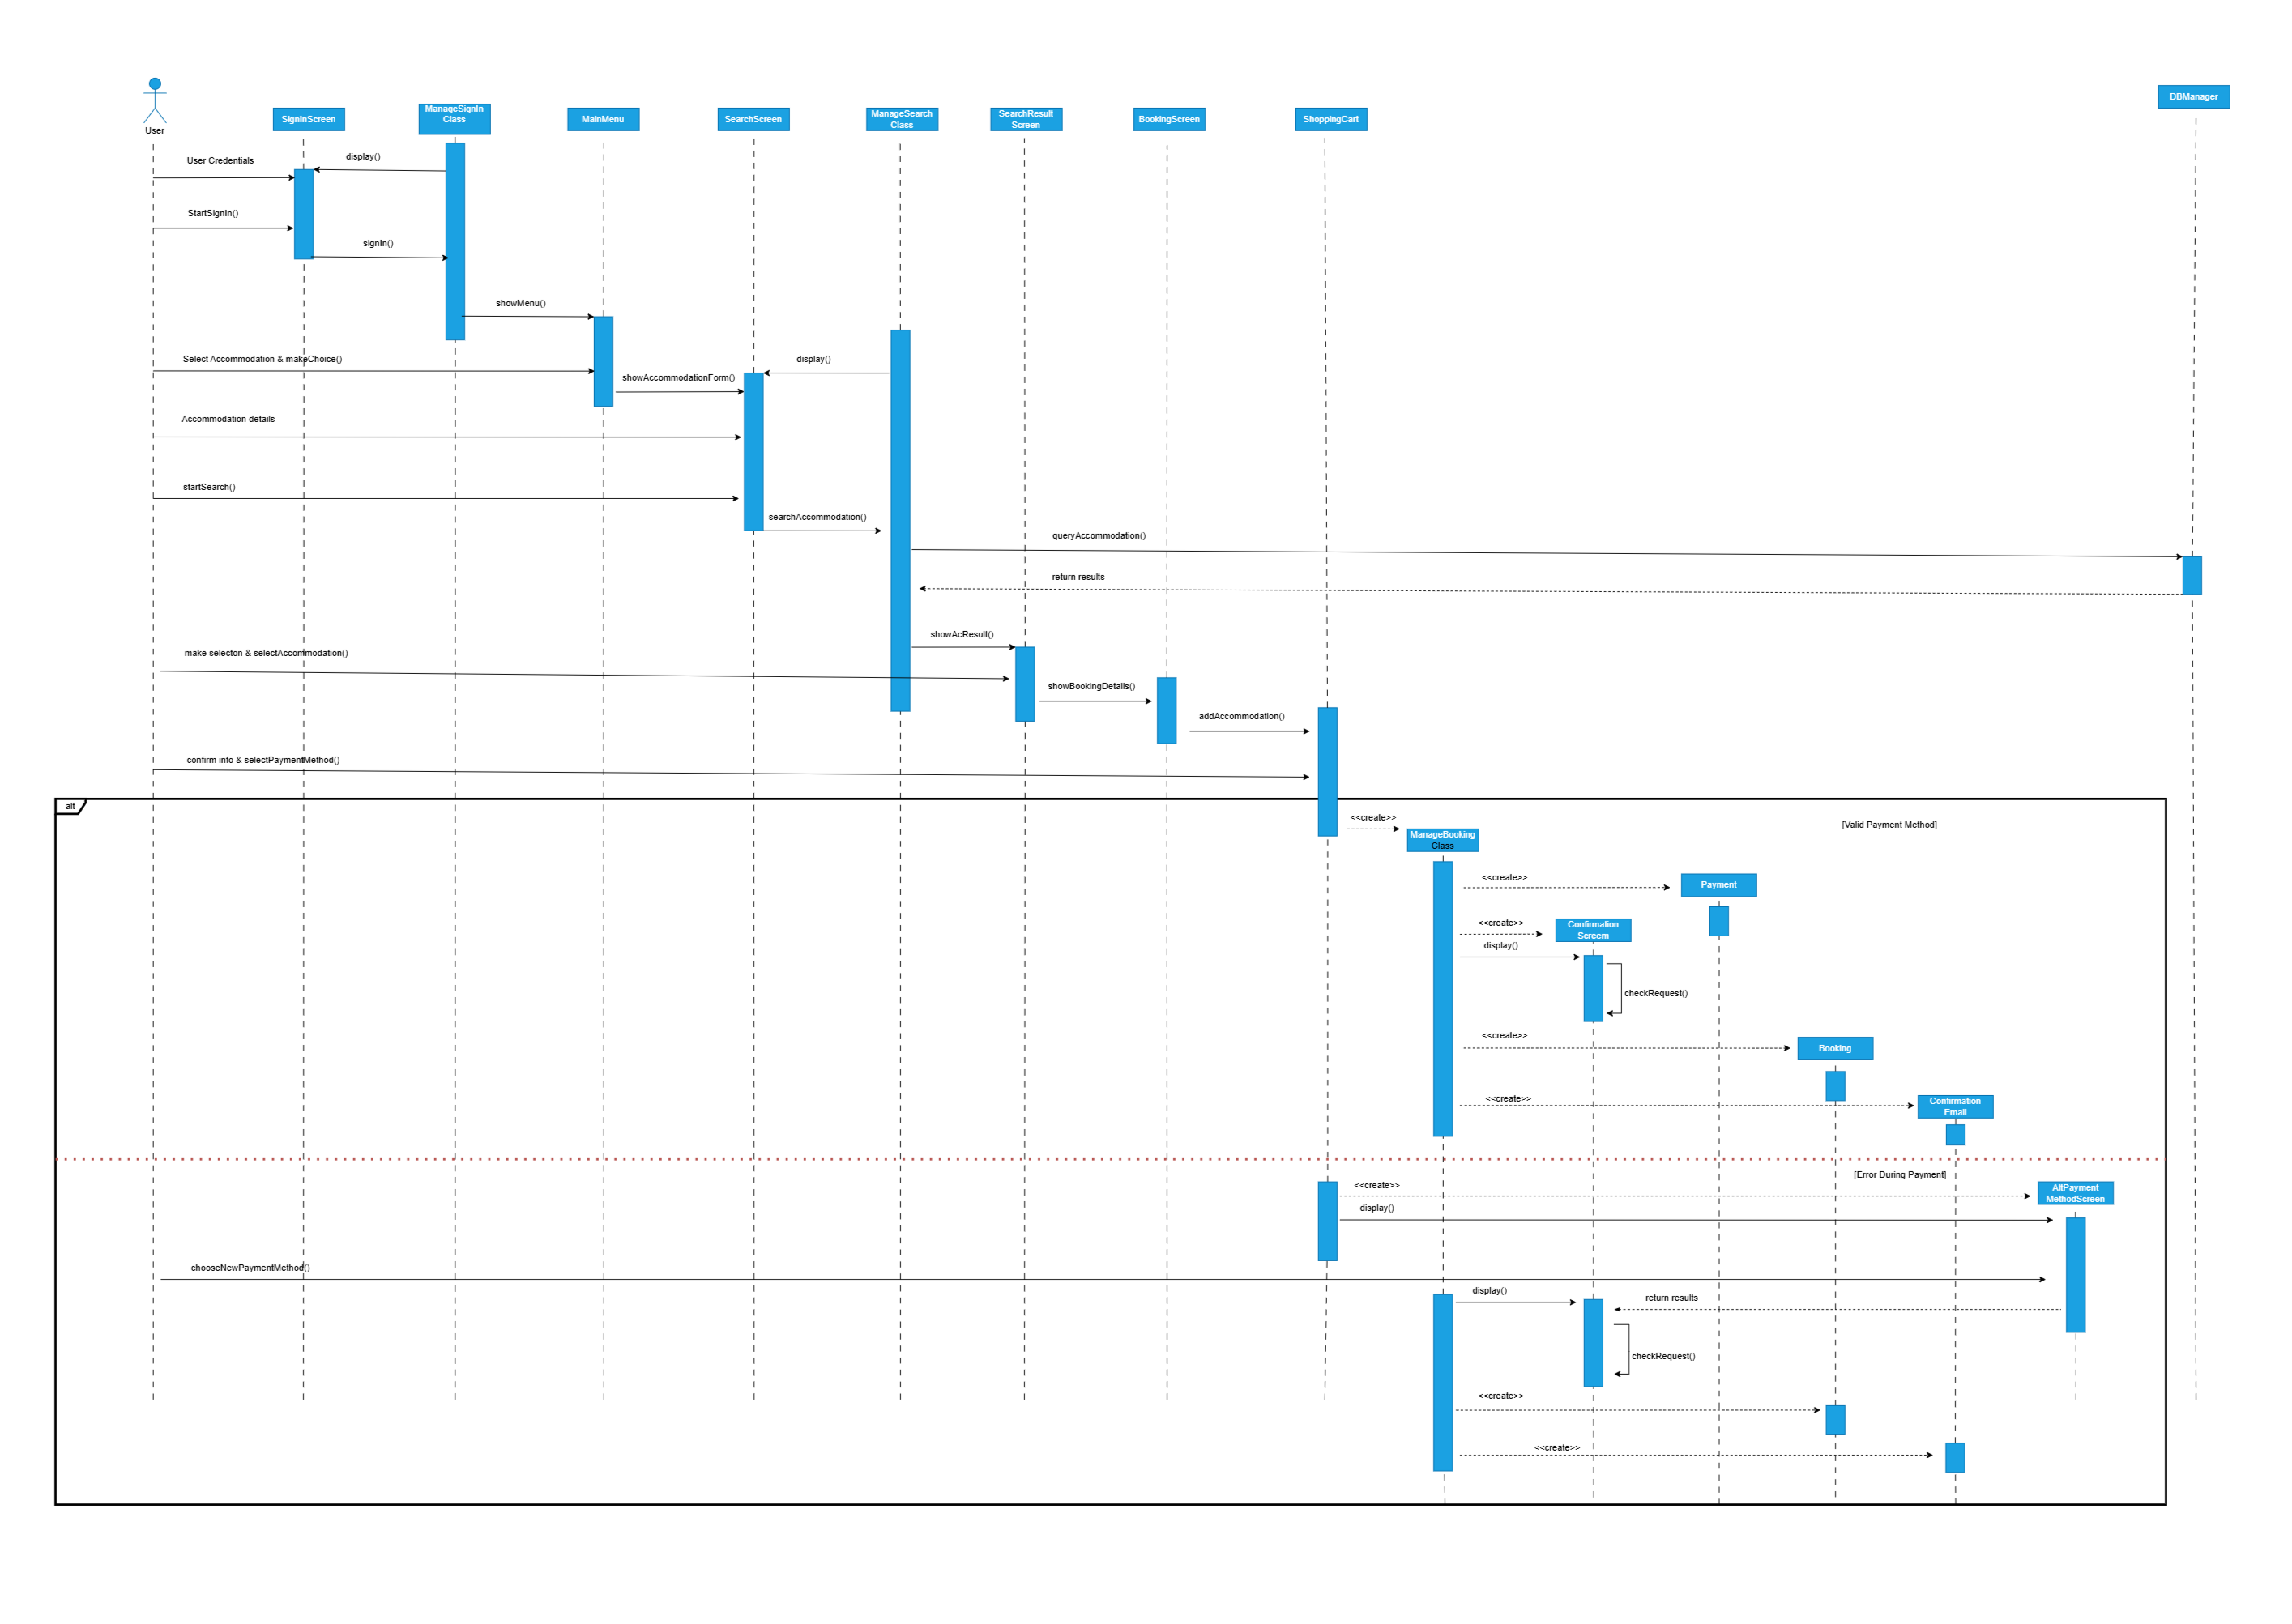 DBManager
ManageSignIn
Class
SignInScreen
MainMenu
SearchScreen
ManageSearch
Class
SearchResult
Screen
BookingScreen
ShoppingCart
User
User Credentials
display()
StartSignIn()
signIn()
showMenu()
Select Accommodation & makeChoice()
display()
showAccommodationForm()
Accommodation details
startSearch()
searchAccommodation()
queryAccommodation()
return results
showAcResult()
make selecton & selectAccommodation()
showBookingDetails()
addAccommodation()
confirm info & selectPaymentMethod()
alt
<<create>>
[Valid Payment Method]
ManageBooking
Class
<<create>>
Payment
<<create>>
Confirmation
Screem
display()
checkRequest()
<<create>>
Booking
<<create>>
Confirmation
Email
[Error During Payment]
<<create>>
AltPayment
MethodScreen
display()
chooseNewPaymentMethod()
display()
return results
checkRequest()
<<create>>
<<create>>